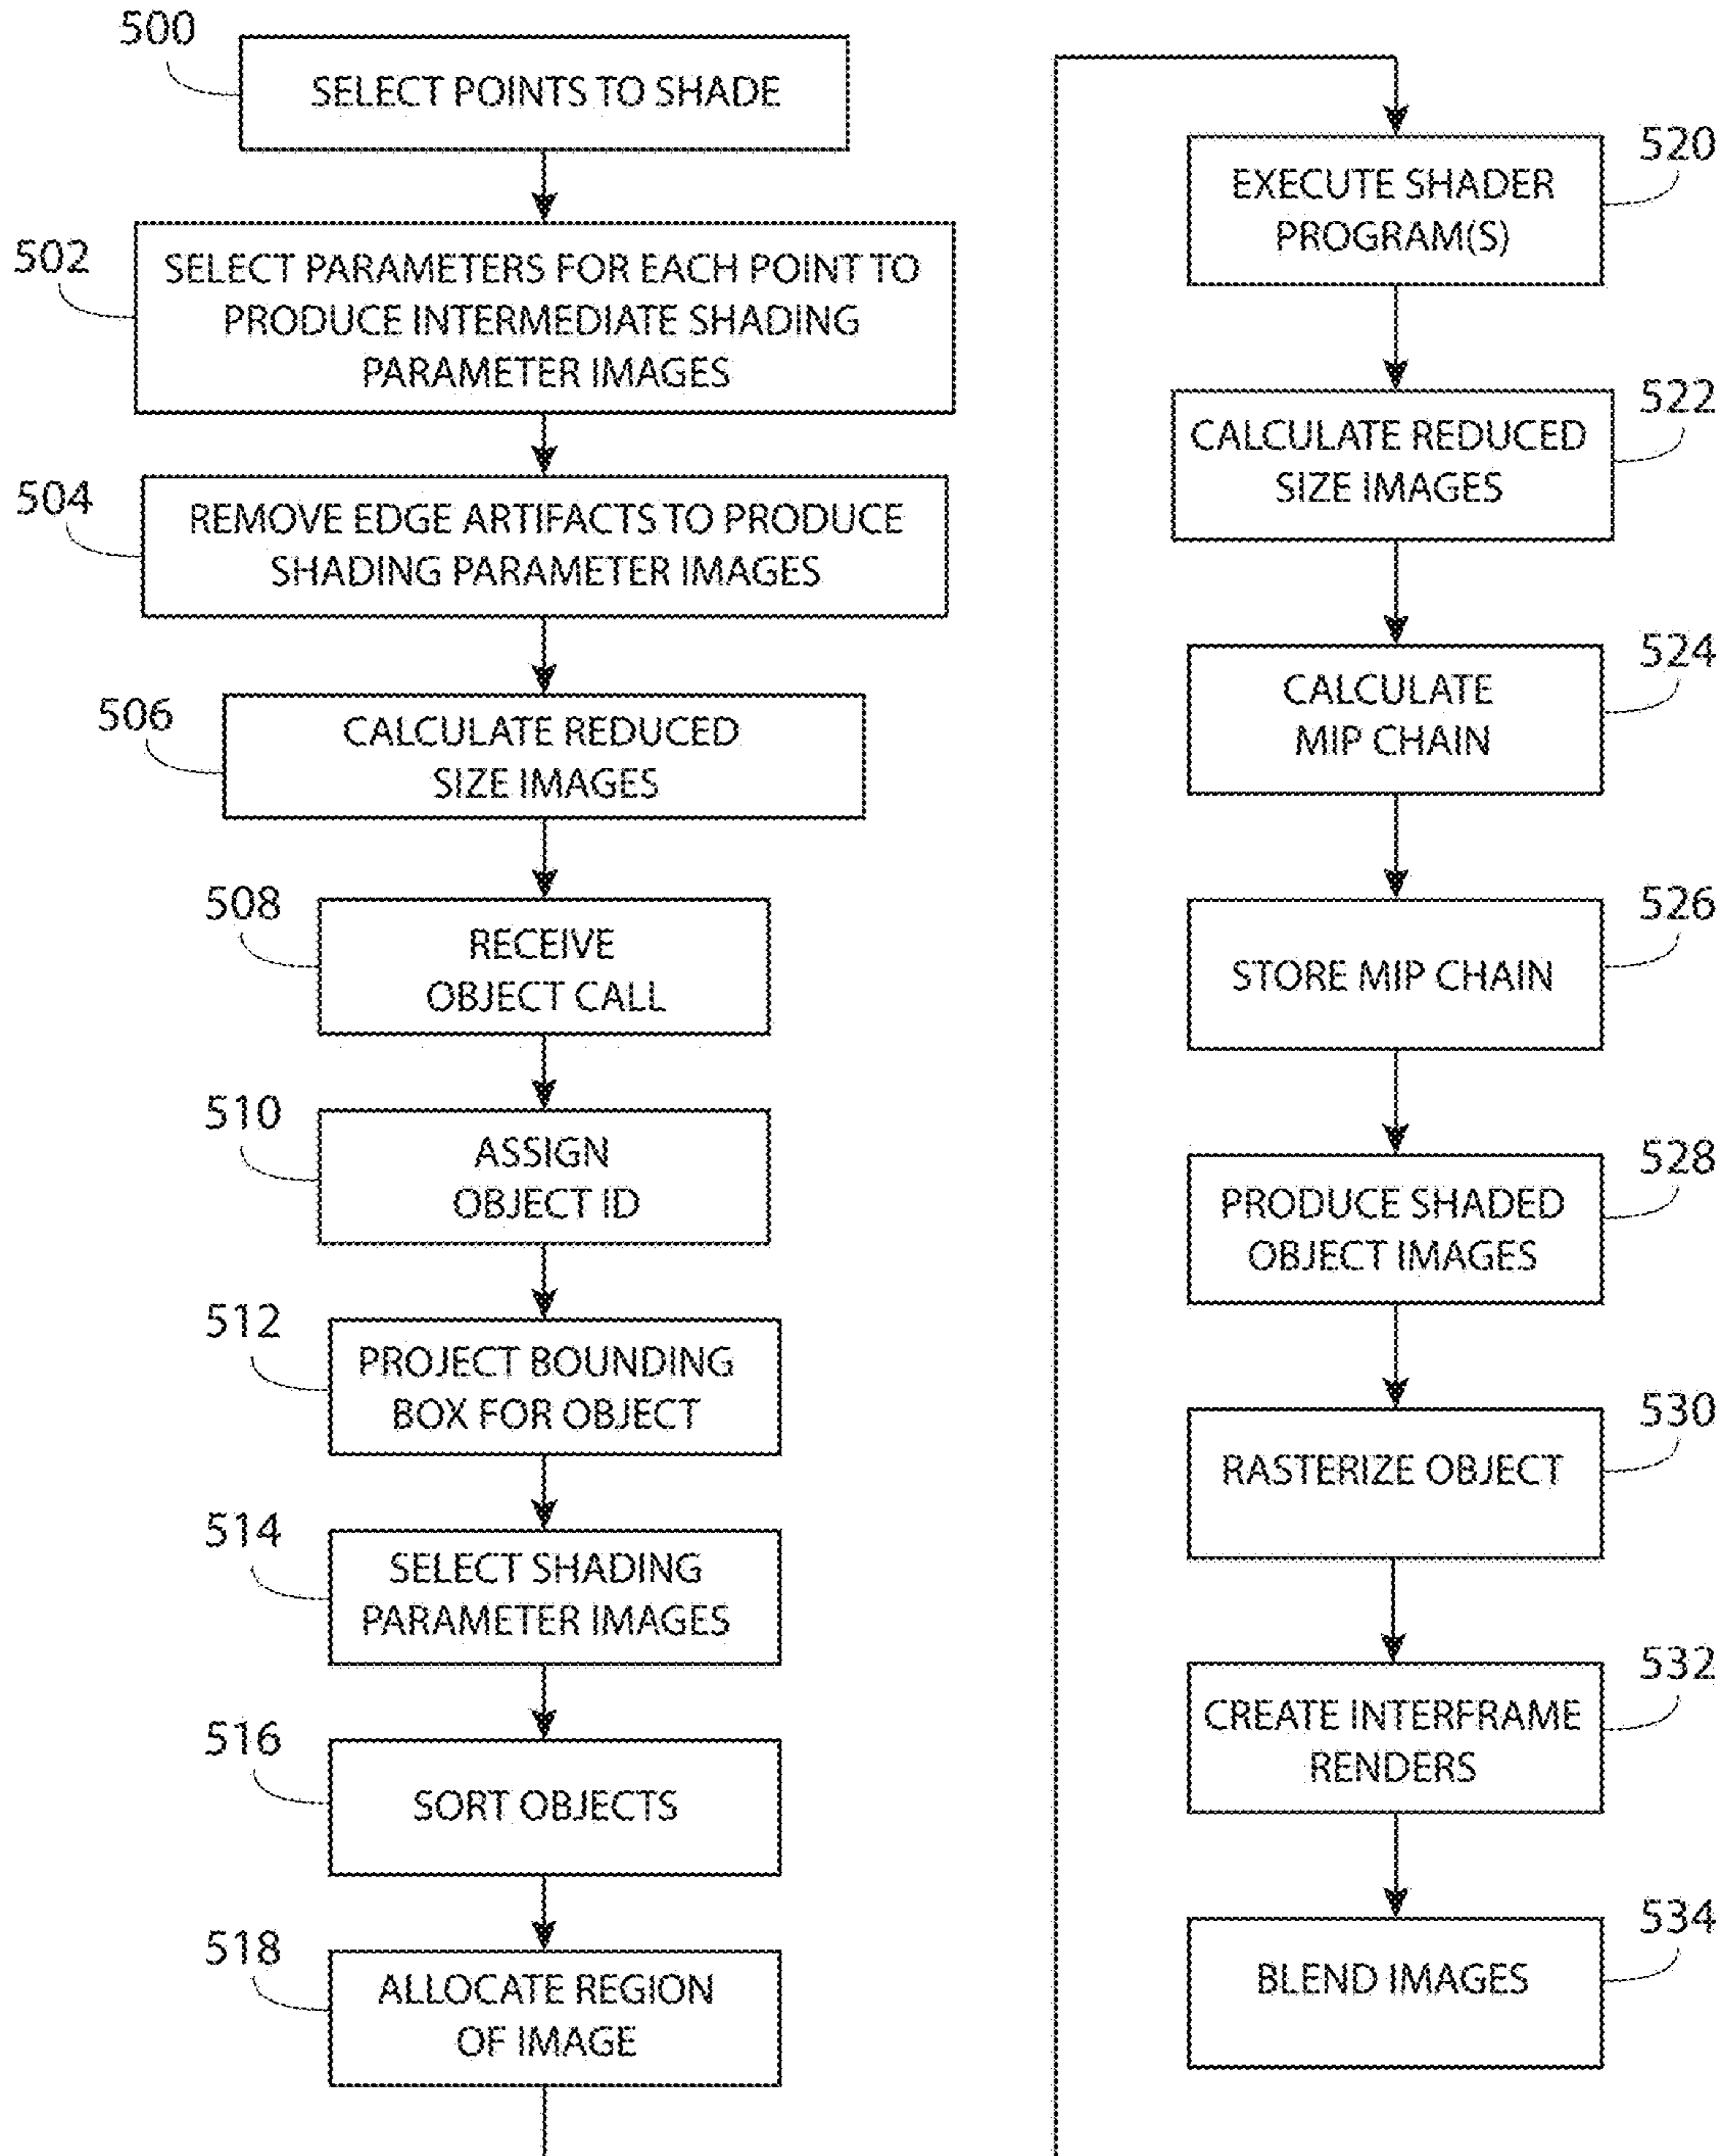 500
SELECT POINTS TO SHADE
502
SELECT PARAMETERS FOR EACH POINT TO
PRODUCE INTERMEDIATE SHADING
PARAMETER IMAGES
504
REMOVE EDGE ARTIFACTS TO PRODUCE
SHADING PARAMETER IMAGES
506
CALCULATE REDUCED
SIZE IMAGES
508
RECEIVE
OBJECT CALL
510
ASSIGN
OBJECT ID
512
PROJECT BOUNDING
BOX FOR OBJECT
514
SELECT SHADING
PARAMETER IMAGES
516
SORT OBJECTS
518
ALLOCATE REGION
OF IMAGE
520
EXECUTE SHADER
PROGRAM(S)
522
CALCULATE REDUCED
SIZE IMAGES
524
CALCULATE
MIP CHAIN
526
STORE MIP CHAIN
528
PRODUCE SHADED
OBJECT IMAGES
530
RASTERIZE OBJECT
532
CREATE INTERFRAME
RENDERS
534
BLEND IMAGES